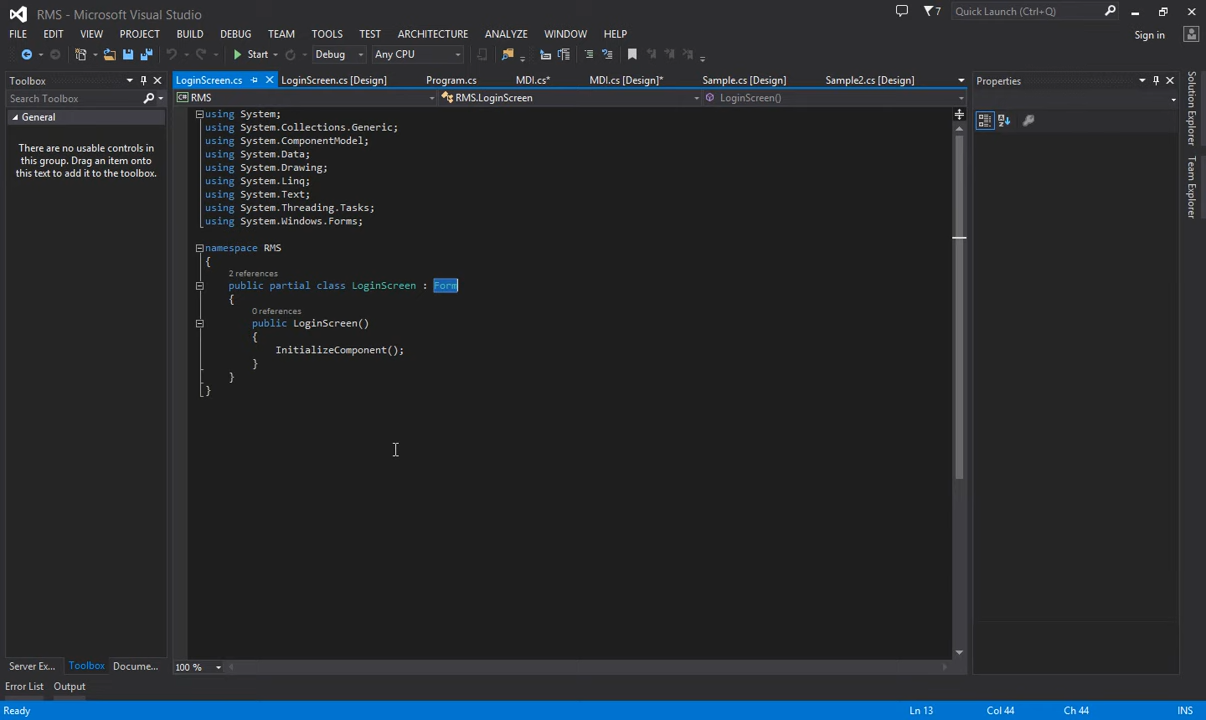 RMS - Microsoft Visual Studio
7
Quick Launch (Ctrl+Q)
FILE EDIT VIEW PROJECT BUILD DEBUG TEAM TOOLS TEST ARCHITECTURE ANALYZE WINDOW HELP
Sign in
Start Debug Any CPU
Toolbox
LoginScreen.cs LoginScreen.cs [Design] Program.cs MDI.cs* MDI.cs [Design]* Sample.cs [Design] Sample2.cs [Design]
Properties
Search Toolbox
RMS RMS.LoginScreen LoginScreen()
General
There are no usable controls in
this group. Drag an item onto
this text to add it to the toolbox.
using System;
using System.Collections.Generic;
using System.ComponentModel;
using System.Data;
using System.Drawing;
using System.Linq;
using System.Text;
using System.Threading.Tasks;
using System.Windows.Forms;
namespace RMS
{
2 references
public partial class LoginScreen : Form
{
0 references
public LoginScreen()
{
InitializeComponent();
}
}
}
Solution Explorer
Team Explorer
Server Ex... Toolbox Docume...
100 %
Error List Output
Ready Ln 13 Col 44 Ch 44 INS